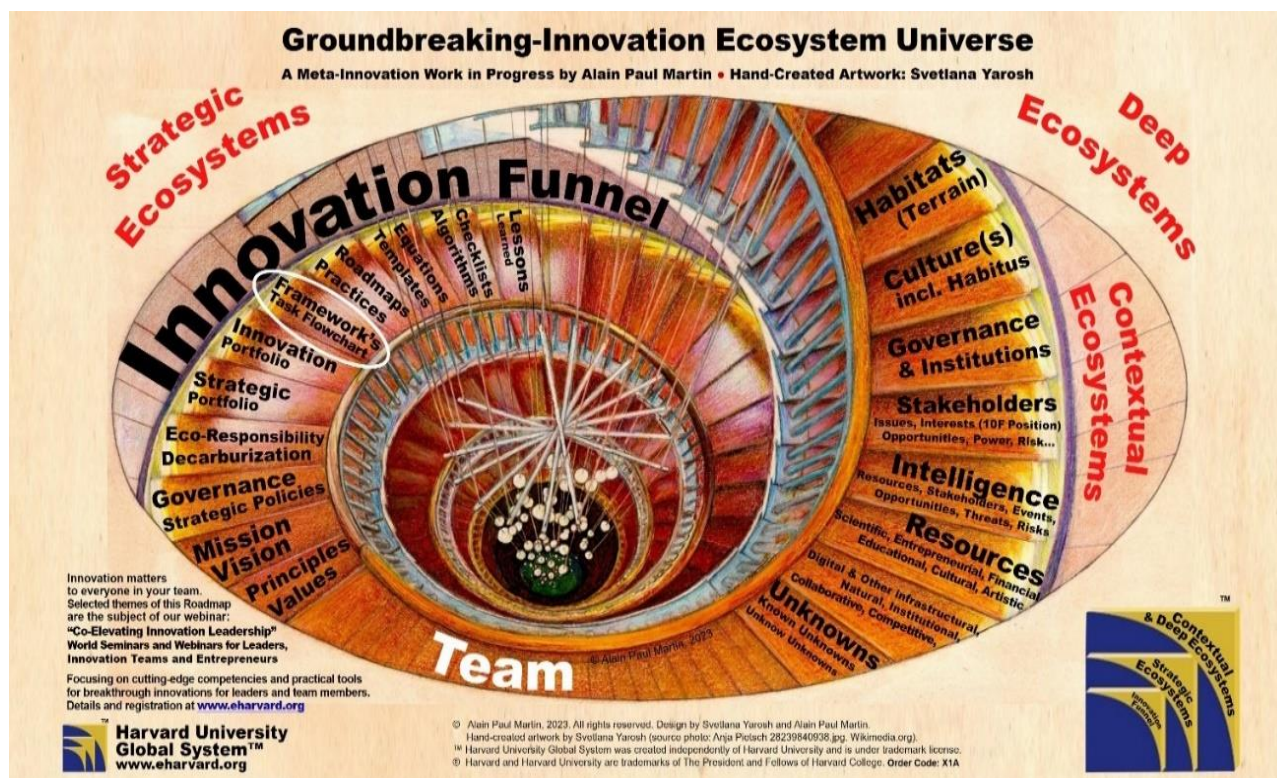 Groundbreaking-Innovation Ecosystem Universe
A Meta-Innovation Work in Progress by Alain Paul Martin • Hand-Created Artwork: Svetlana Yarosh
Strategic
Ecosystems
Deep
Ecosystems
Contextual
Ecosystems
Innovation Funnel
Lessons
Learned
Checklists
Algorithms
Equations
Templates
Roadmaps
Practices
Framework's
Task Flowchart
Innovation
Portfolio
Strategic
Portfolio
Eco-Responsibility
Decarburization
Governance
Strategic Policies
Mission
Vision
Principles
Values
Team
Habitats
(Terrain)
Culture(s)
incl. Habitus
Governance
& Institutions
Stakeholders
Issues, Interests (10F Position)
Opportunities, Power, Risk...
Intelligence
Resources, Stakeholders, Events,
Opportunities, Threats, Risks
Resources
Scientific, Entrepreneurial, Financial
Educational, Cultural, Artistic
Digital & Other Infrastructural,
Natural, Institutional,
Collaborative, Competitive,
Unknowns
Known Unknowns
Unknow Unknowns
© Alain Paul Martin, 2023
Innovation matters
to everyone in your team.
Selected themes of this Roadmap
are the subject of our webinar:
"Co-Elevating Innovation Leadership"
World Seminars and Webinars for Leaders,
Innovation Teams and Entrepreneurs
Focusing on cutting-edge competencies and practical tools
for breakthrough innovations for leaders and team members.
Details and registration at www.eharvard.org
TM
Harvard University
Global System™
www.eharvard.org
© Alain Paul Martin, 2023. All rights reserved. Design by Svetlana Yarosh and Alain Paul Martin.
Hand-created artwork by Svetlana Yarosh (source photo: Anja Pietsch 28239840938.jpg. Wikimedia.org).
™ Harvard University Global System was created independently of Harvard University and is under trademark license.
® Harvard and Harvard University are trademarks of The President and Fellows of Harvard College. Order Code: X1A
TM
Contextual
& Deep Ecosystems
Strategic
Ecosystems
Innovation
Funnel